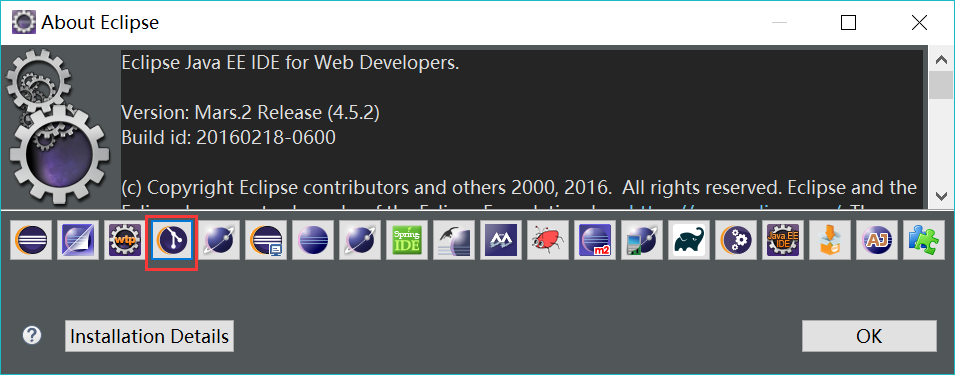 About Eclipse
Eclipse Java EE IDE for Web Developers.
Version: Mars.2 Release (4.5.2)
Build id: 20160218-0600
(c) Copyright Eclipse contributors and others 2000, 2016.  All rights reserved. Eclipse and the
wtp
Spring
IDE
m2
Java EE
IDE
AJ
?
Installation Details
OK